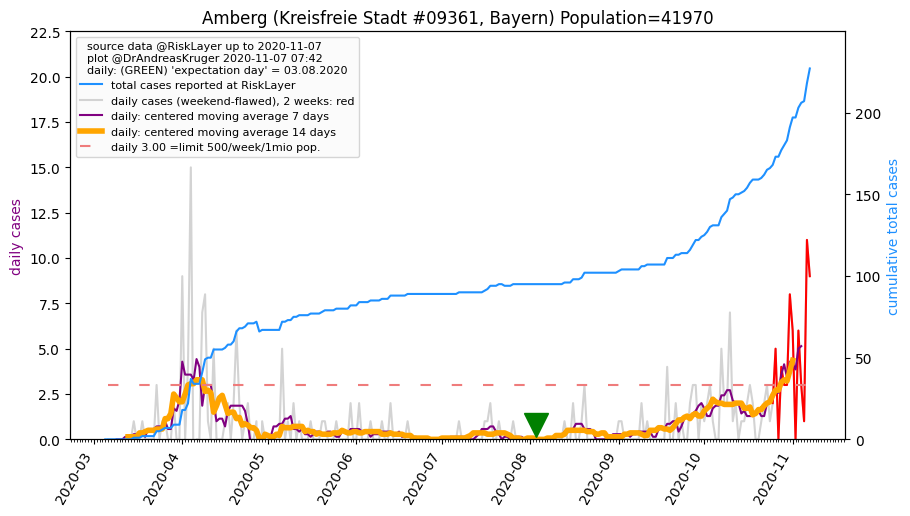 Amberg (Kreisfreie Stadt #09361, Bayern) Population=41970
source data @RiskLayer up to 2020-11-07
plot @DrAndreasKruger 2020-11-07 07:42
daily: (GREEN) 'expectation day' = 03.08.2020
total cases reported at RiskLayer
daily cases (weekend-flawed), 2 weeks: red
daily: centered moving average 7 days
daily: centered moving average 14 days
daily 3.00 =limit 500/week/1mio pop.
daily cases
22.5
20.0
17.5
15.0
12.5
10.0
7.5
5.0
2.5
0.0
cumulative total cases
200
150
100
50
0
2020-03
2020-04
2020-05
2020-06
2020-07
2020-08
2020-09
2020-10
2020-11